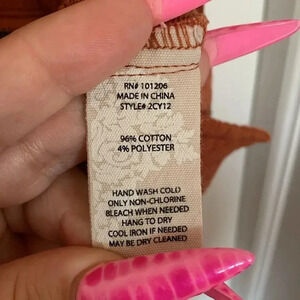 RN# 101206
MADE IN CHINA
STYLE# 2CY12
96% COTTON
4% POLYESTER
HAND WASH COLD
ONLY NON-CHLORINE
BLEACH WHEN NEEDED
HANG TO DRY
COOL IRON IF NEEDED
MAY BE DRY CLEANED